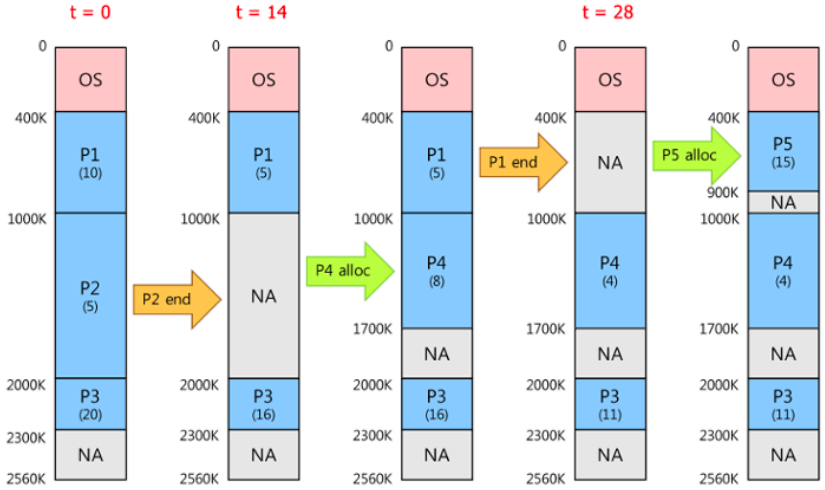 t = 0
t = 14
t = 28
0
OS
400K
P1
(10)
1000K
P2
(5)
2000K
P3
(20)
2300K
NA
2560K
P2 end
0
OS
400K
P1
(5)
1000K
NA
2000K
P3
(16)
2300K
NA
2560K
P4 alloc
0
OS
400K
P1
(5)
1000K
P4
(8)
1700K
NA
2000K
P3
(16)
2300K
NA
2560K
P1 end
0
OS
400K
NA
1000K
P4
(4)
1700K
NA
2000K
P3
(11)
2300K
NA
2560K
P5 alloc
0
OS
400K
P5
(15)
900K
NA
1000K
P4
(4)
1700K
NA
2000K
P3
(11)
2300K
NA
2560K